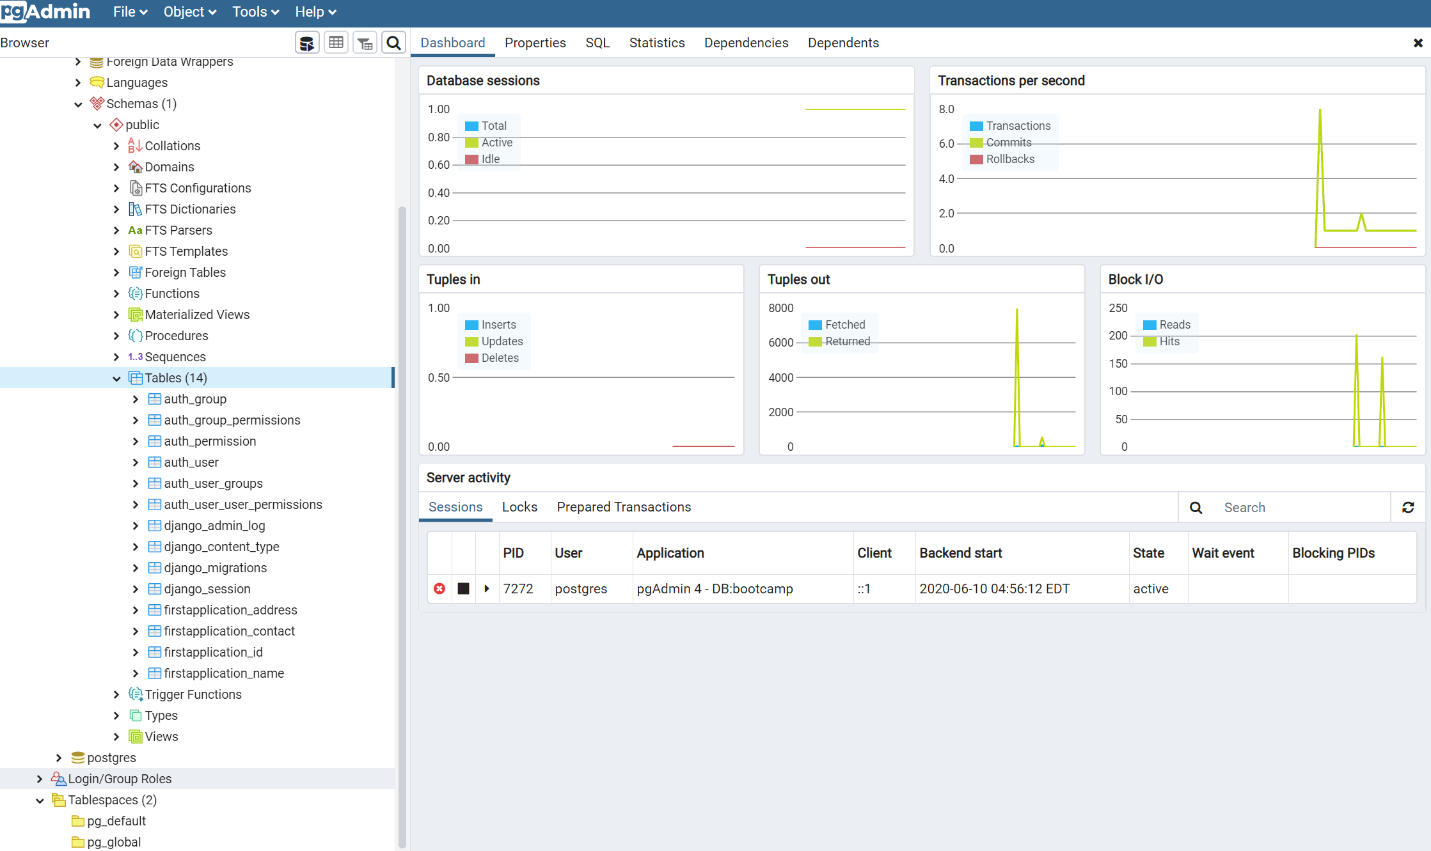 pgAdmin File Object Tools Help
Browser
Dashboard Properties SQL Statistics Dependencies Dependents
Foreign Data Wrappers
Languages
Schemas (1)
public
Collations
Domains
FTS Configurations
FTS Dictionaries
Aa FTS Parsers
FTS Templates
Foreign Tables
Functions
Materialized Views
Procedures
1..3 Sequences
Tables (14)
auth_group
auth_group_permissions
auth_permission
auth_user
auth_user_groups
auth_user_user_permissions
django_admin_log
django_content_type
django_migrations
django_session
firstapplication_address
firstapplication_contact
firstapplication_id
firstapplication_name
Trigger Functions
Types
Views
postgres
Login/Group Roles
Tablespaces (2)
pg_default
pg_global
Database sessions
1.00
0.80
0.60
0.40
0.20
0.00
Total
Active
Idle
Transactions per second
8.0
6.0
4.0
2.0
0.0
Transactions
Commits
Rollbacks
Tuples in
1.00
0.50
0.00
Inserts
Updates
Deletes
Tuples out
8000
6000
4000
2000
0
Fetched
Returned
Block I/O
250
200
150
100
50
0
Reads
Hits
Server activity
Sessions Locks Prepared Transactions Search
PID User Application Client Backend start State Wait event Blocking PIDs
7272 postgres pgAdmin 4 - DB:bootcamp ::1 2020-06-10 04:56:12 EDT active